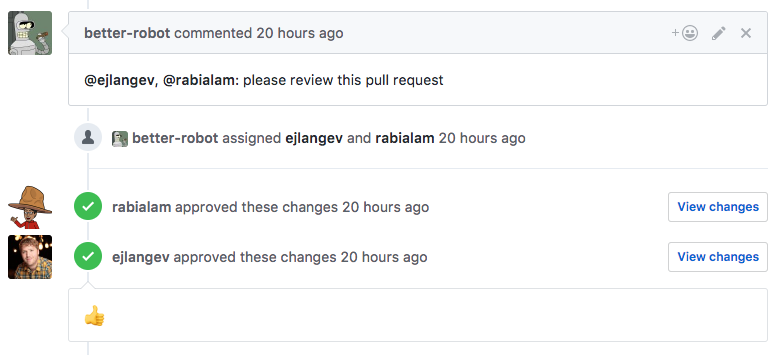 better-robot commented 20 hours ago
@ejlangev, @rabialam: please review this pull request
better-robot assigned ejlangev and rabialam 20 hours ago
rabialam approved these changes 20 hours ago
View changes
ejlangev approved these changes 20 hours ago
View changes